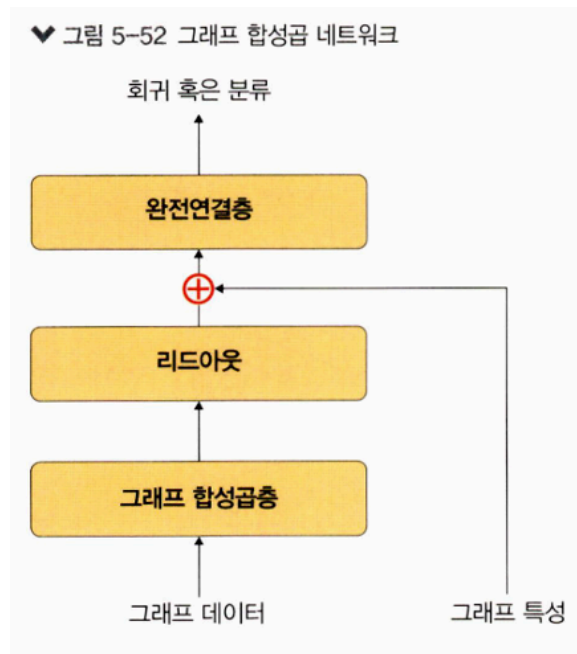 그림 5-52 그래프 합성곱 네트워크
회귀 혹은 분류
완전연결층
리드아웃
그래프 합성곱층
그래프 데이터
그래프 특성